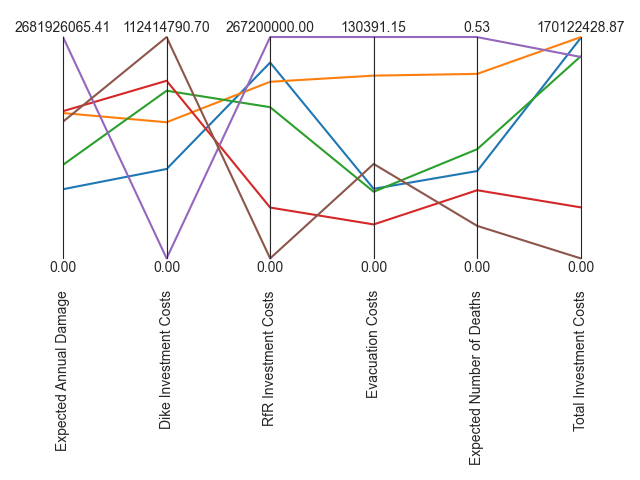 2681926065.41 112414790.70 267200000.00 130391.15 0.53 170122428.87
0.00 0.00 0.00 0.00 0.00 0.00
Expected Annual Damage
Dike Investment Costs
RfR Investment Costs
Evacuation Costs
Expected Number of Deaths
Total Investment Costs